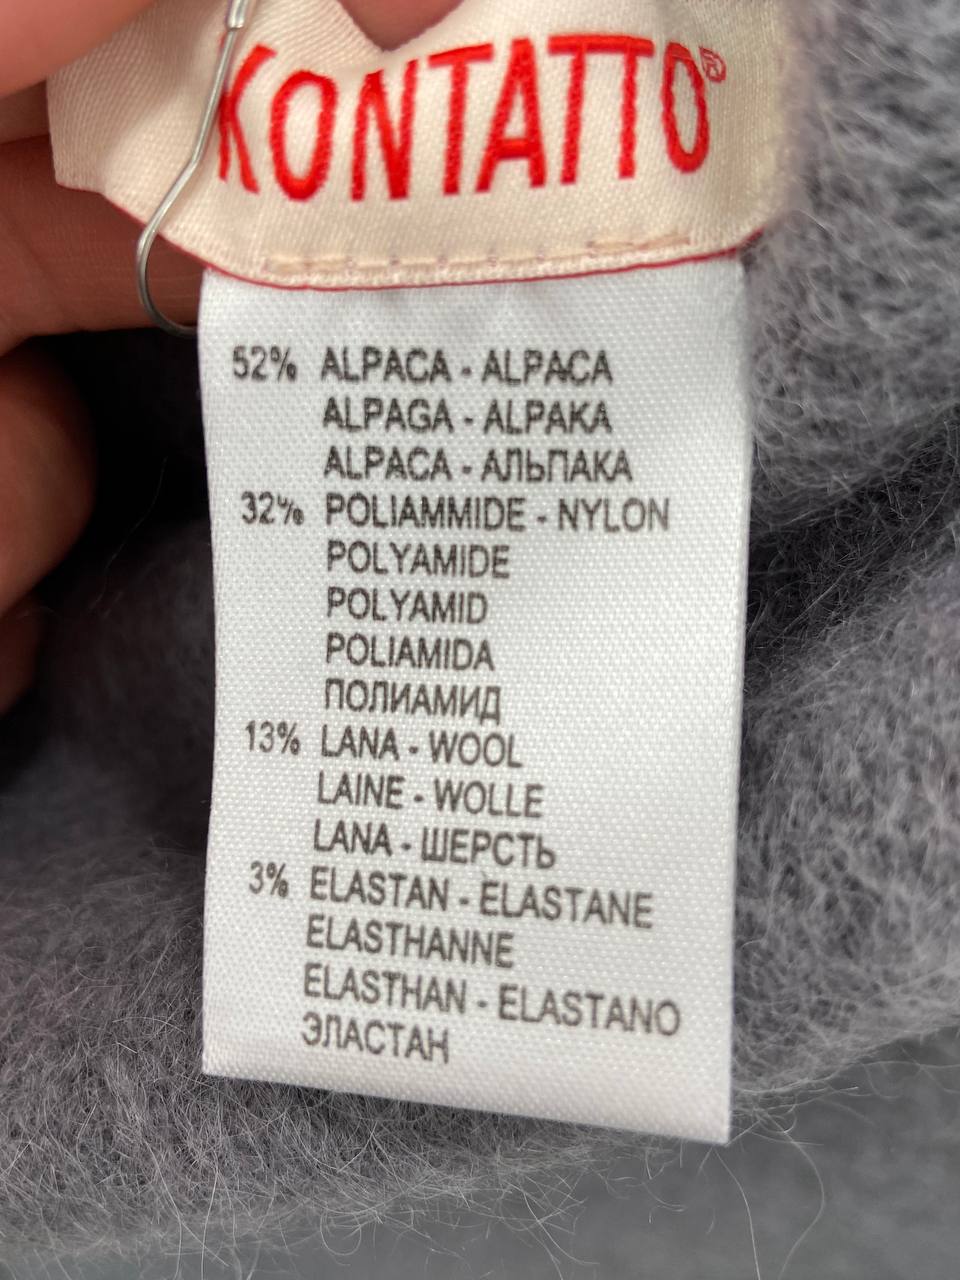 KONTATTO®
52% ALPACA - ALPACA
ALPAGA - ALPAKA
ALPACA - АЛЬПАКА
32% POLIAMMIDE - NYLON
POLYAMIDE
POLYAMID
POLIAMIDA
ПОЛИАМИД
13% LANA - WOOL
LAINE - WOLLE
LANA - ШЕРСТЬ
3% ELASTAN - ELASTANE
ELASTHANNE
ELASTHAN - ELASTANO
ЭЛАСТАН